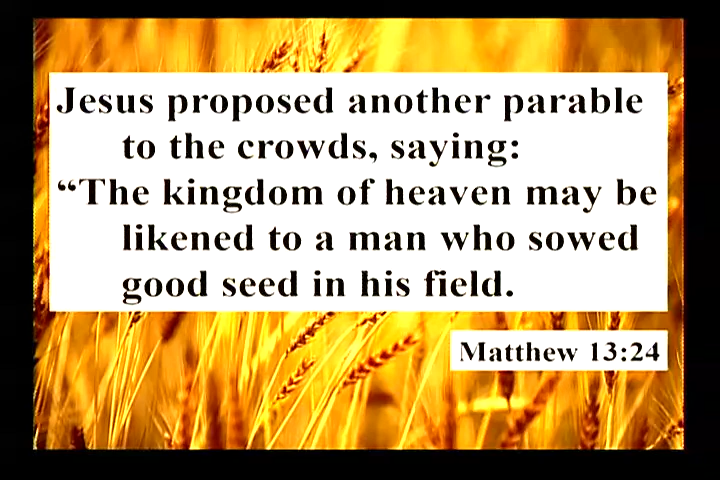 Jesus proposed another parable
to the crowds, saying:
“The kingdom of heaven may be
likened to a man who sowed
good seed in his field.
Matthew 13:24